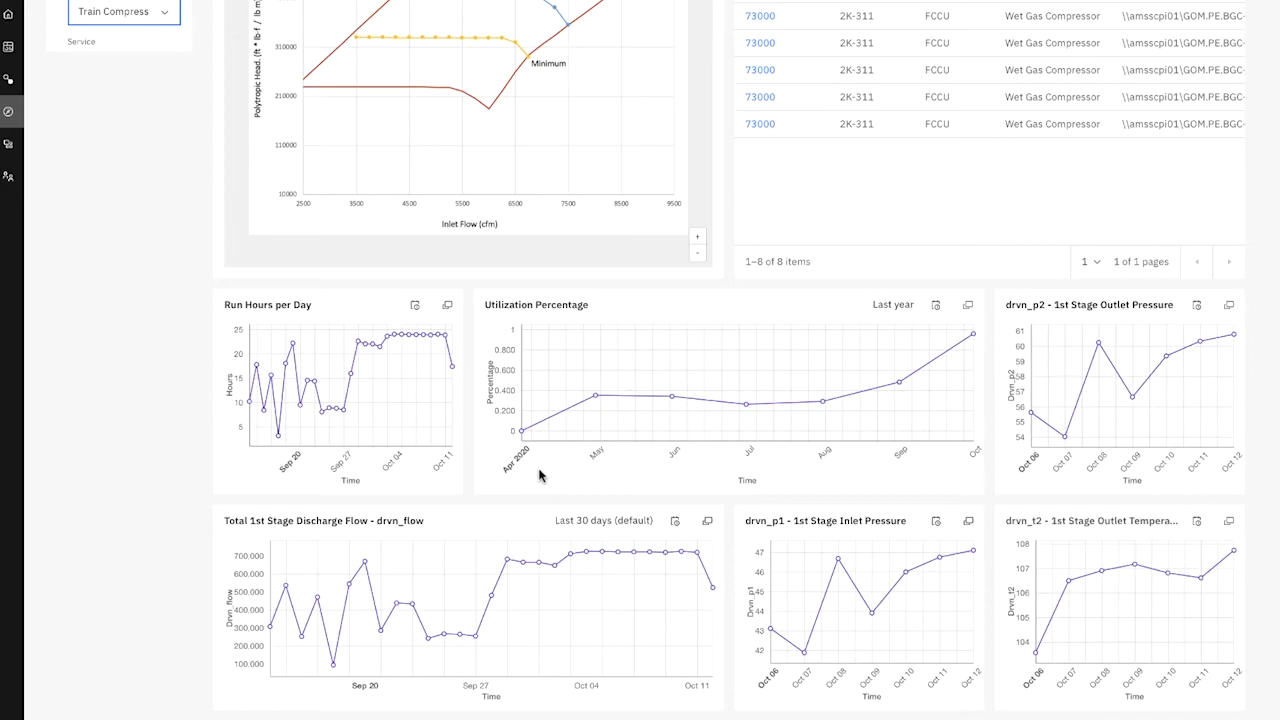 Train Compress
Service
Polytropic Head. (ft * lb-f / lb m
310000
210000
110000
10000
2500 3500 4500 5500 6500 7500 8500 9500
Inlet Flow (cfm)
Minimum
+
-
73000 2K-311 FCCU Wet Gas Compressor \\amsscpi01\GOM.PE.BGC-
73000 2K-311 FCCU Wet Gas Compressor \\amsscpi01\GOM.PE.BGC-
73000 2K-311 FCCU Wet Gas Compressor \\amsscpi01\GOM.PE.BGC-
73000 2K-311 FCCU Wet Gas Compressor \\amsscpi01\GOM.PE.BGC-
73000 2K-311 FCCU Wet Gas Compressor \\amsscpi01\GOM.PE.BGC-
1–8 of 8 items 1 1 of 1 pages
Run Hours per Day
Hours
25
20
15
10
5
Sep 20 Sep 27 Oct 04 Oct 11
Time
Utilization Percentage Last year
Percentage
1
0.800
0.600
0.400
0.200
0
Apr 2020 May Jun Jul Aug Sep Oct
Time
drvn_p2 - 1st Stage Outlet Pressure
Drvn_p2
61
60
59
58
57
56
55
54
Oct 06 Oct 07 Oct 08 Oct 09 Oct 10 Oct 11 Oct 12
Time
Total 1st Stage Discharge Flow - drvn_flow Last 30 days (default)
Drvn_flow
700.000
600.000
500.000
400.000
300.000
200.000
100.000
Sep 20 Sep 27 Oct 04 Oct 11
Time
drvn_p1 - 1st Stage Inlet Pressure
Drvn_p1
47
46
45
44
43
42
Oct 06 Oct 07 Oct 08 Oct 09 Oct 10 Oct 11 Oct 12
Time
drvn_t2 - 1st Stage Outlet Tempera...
Drvn_t2
108
107
106
105
104
Oct 06 Oct 07 Oct 08 Oct 09 Oct 10 Oct 11 Oct 12
Time